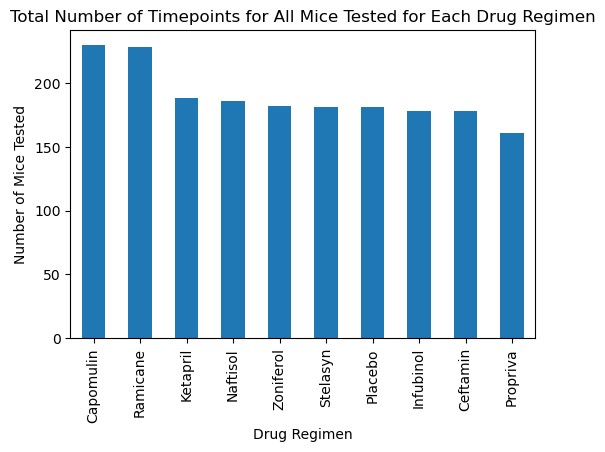 Total Number of Timepoints for All Mice Tested for Each Drug Regimen
Number of Mice Tested
200
150
100
50
0
Capomulin
Ramicane
Ketapril
Naftisol
Zoniferol
Stelasyn
Placebo
Infubinol
Ceftamin
Propriva
Drug Regimen